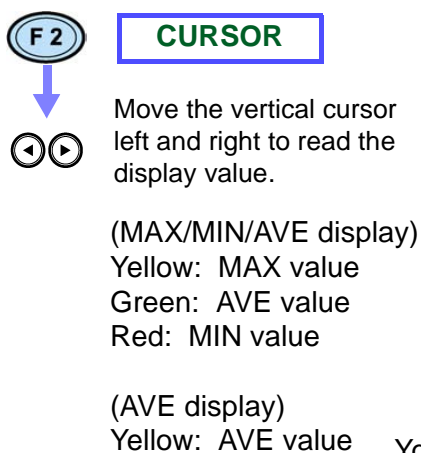 F 2
CURSOR
Move the vertical cursor
left and right to read the
display value.
(MAX/MIN/AVE display)
Yellow: MAX value
Green: AVE value
Red: MIN value
(AVE display)
Yellow: AVE value